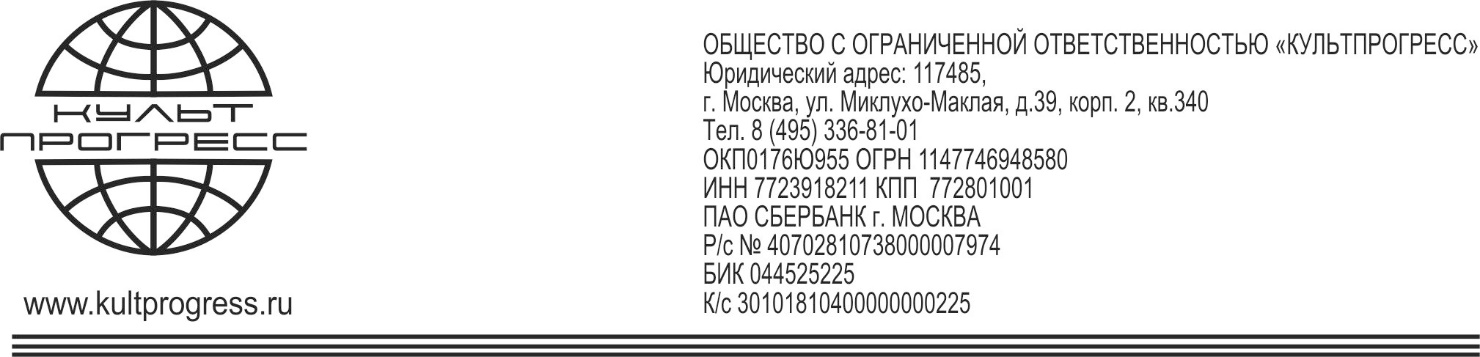 КУЛЬТ
ПРОГРЕСС
www.kultprogress.ru
ОБЩЕСТВО С ОГРАНИЧЕННОЙ ОТВЕТСТВЕННОСТЬЮ «КУЛЬТПРОГРЕСС»
Юридический адрес: 117485,
г. Москва, ул. Миклухо-Маклая, д.39, корп. 2, кв.340
Тел. 8 (495) 336-81-01
ОКП0176Ю955 ОГРН 1147746948580
ИНН 7723918211 КПП 772801001
ПАО СБЕРБАНК г. МОСКВА
Р/с № 40702810738000007974
БИК 044525225
К/с 30101810400000000225